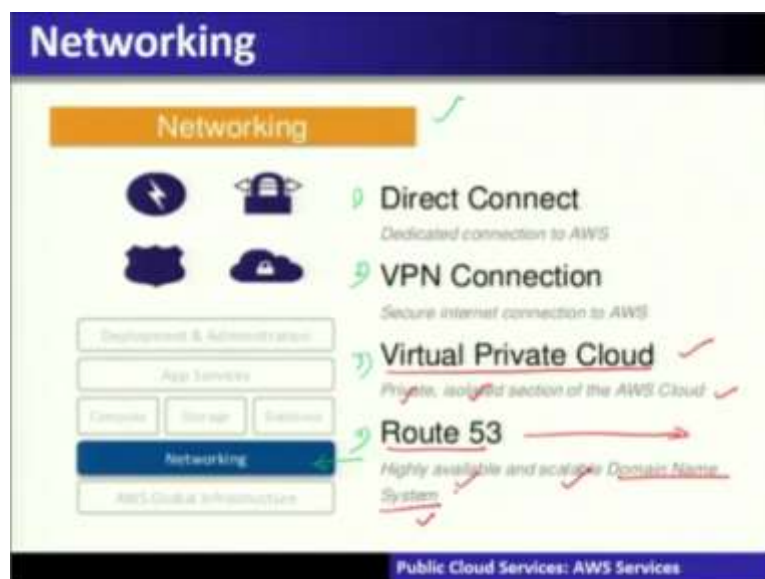 Networking
Networking
Direct Connect
Dedicated connection to AWS
VPN Connection
Secure internet connection to AWS
Virtual Private Cloud
Private, isolated section of the AWS Cloud
Route 53
Highly available and scalable Domain Name
System
Deployment & Administration
App Services
Compute Storage Database
Networking
AWS Global Infrastructure
Public Cloud Services: AWS Services